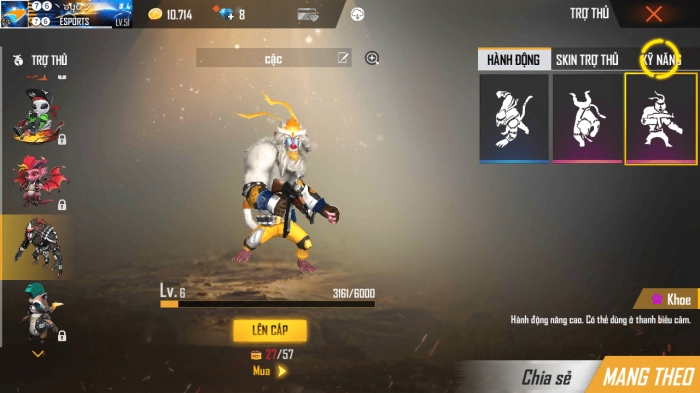 ESPORTS
LV.51
10.714
8
TRỢ THỦ
TRỢ THỦ
cặc
HÀNH ĐỘNG
SKIN TRỢ THỦ
KỸ NĂNG
Lv. 6
3161/6000
LÊN CẤP
27/57
Mua
Khoe
Hành động nâng cao. Có thể dùng ở thanh biểu cảm.
Chia sẻ
MANG THEO